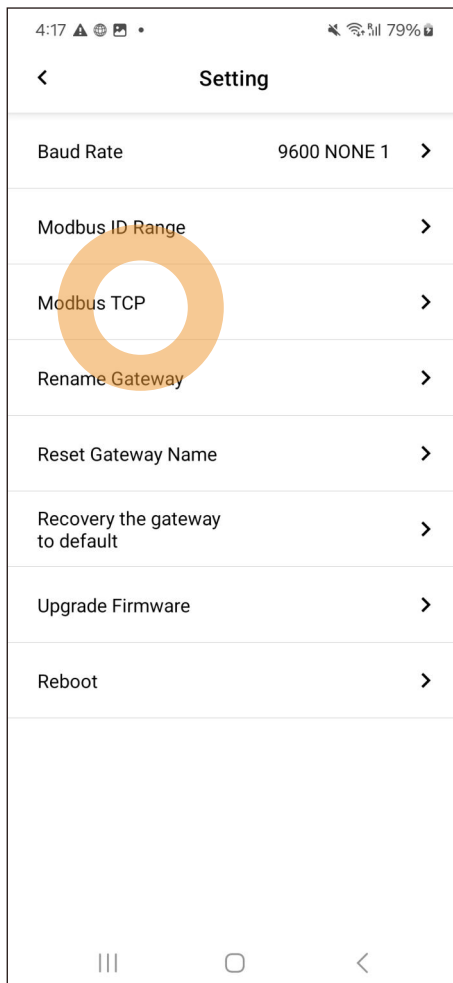 4:17
79%
Setting
Baud Rate 9600 NONE 1
Modbus ID Range
Modbus TCP
Rename Gateway
Reset Gateway Name
Recovery the gateway
to default
Upgrade Firmware
Reboot